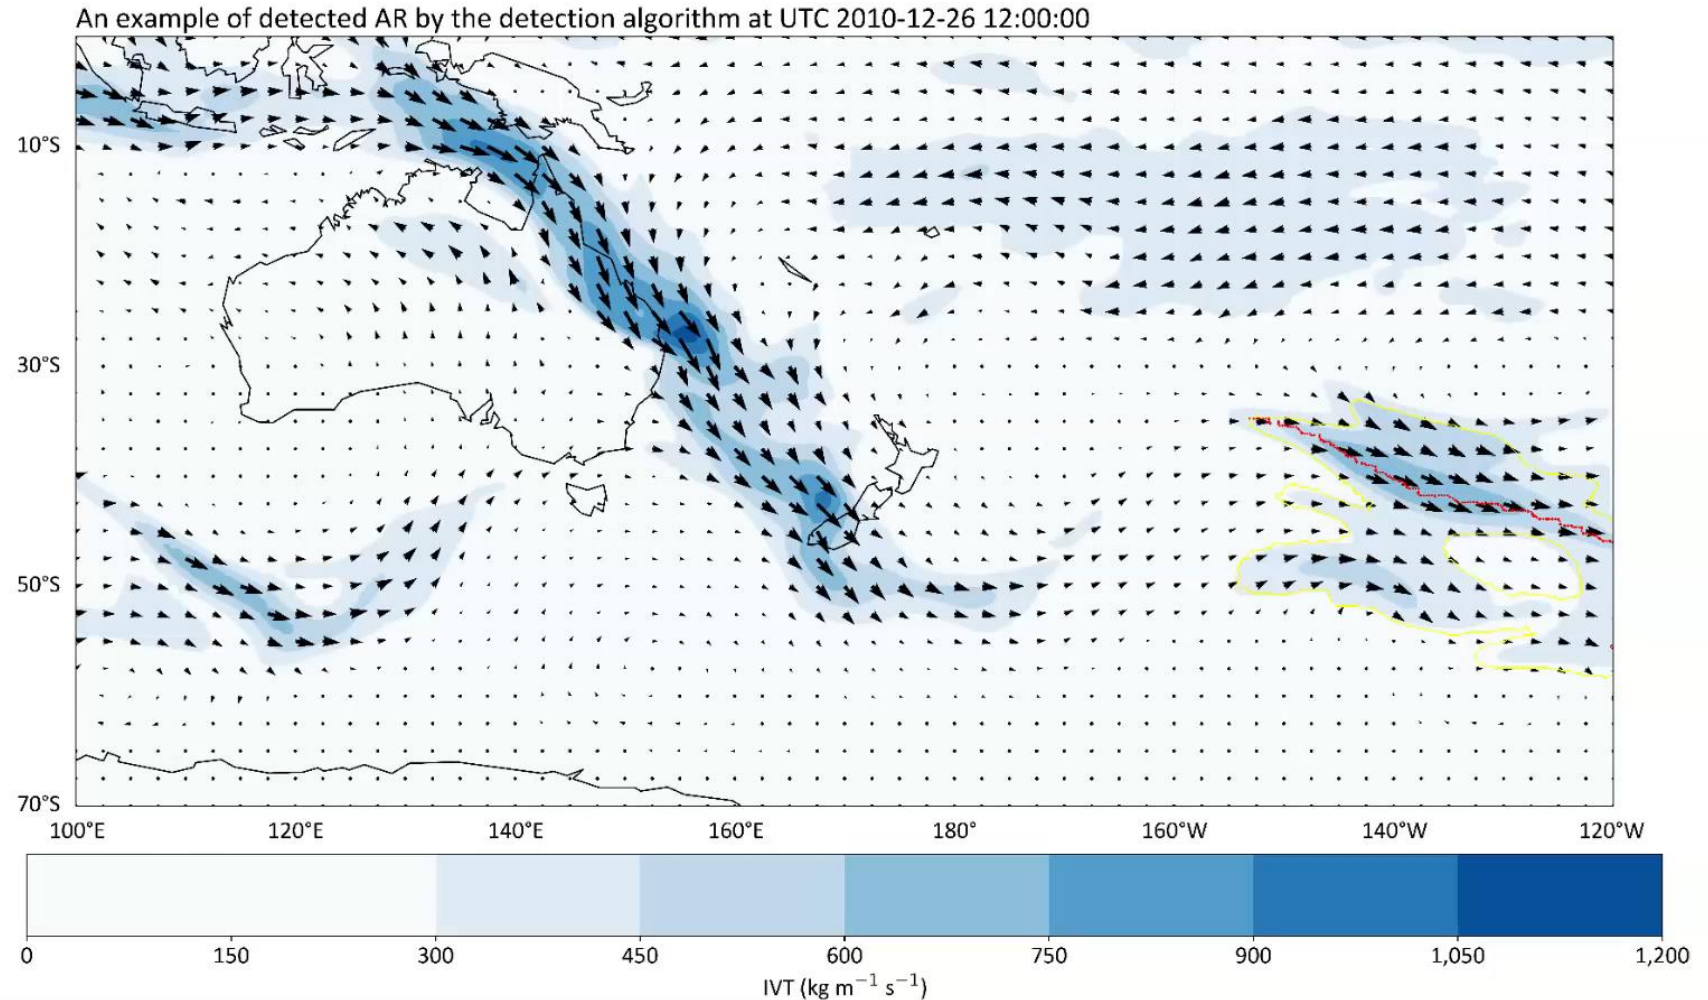 An example of detected AR by the detection algorithm at UTC 2010-12-26 12:00:00
10°S
30°S
50°S
70°S
100°E 120°E 140°E 160°E 180° 160°W 140°W 120°W
0 150 300 450 600 750 900 1,050 1,200
IVT (kg m⁻¹ s⁻¹)